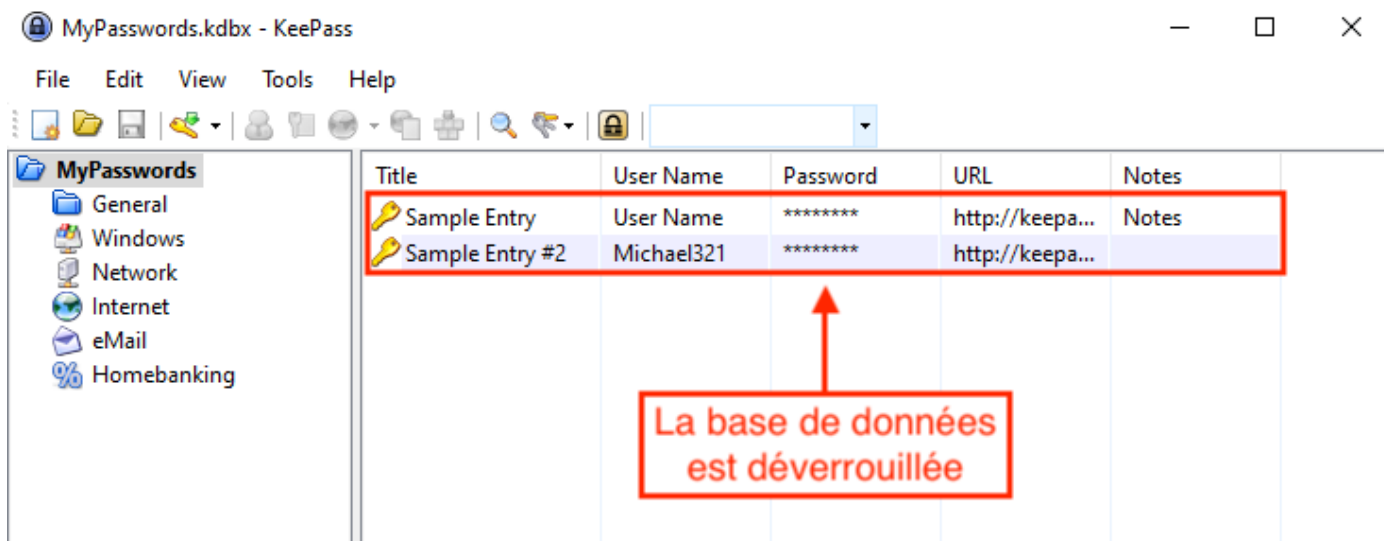 MyPasswords.kdbx - KeePass
File Edit View Tools Help
MyPasswords
General
Windows
Network
Internet
eMail
Homebanking
Title User Name Password URL Notes
Sample Entry User Name ******** http://keepa... Notes
Sample Entry #2 Michael321 ******** http://keepa...
La base de données
est déverrouillée